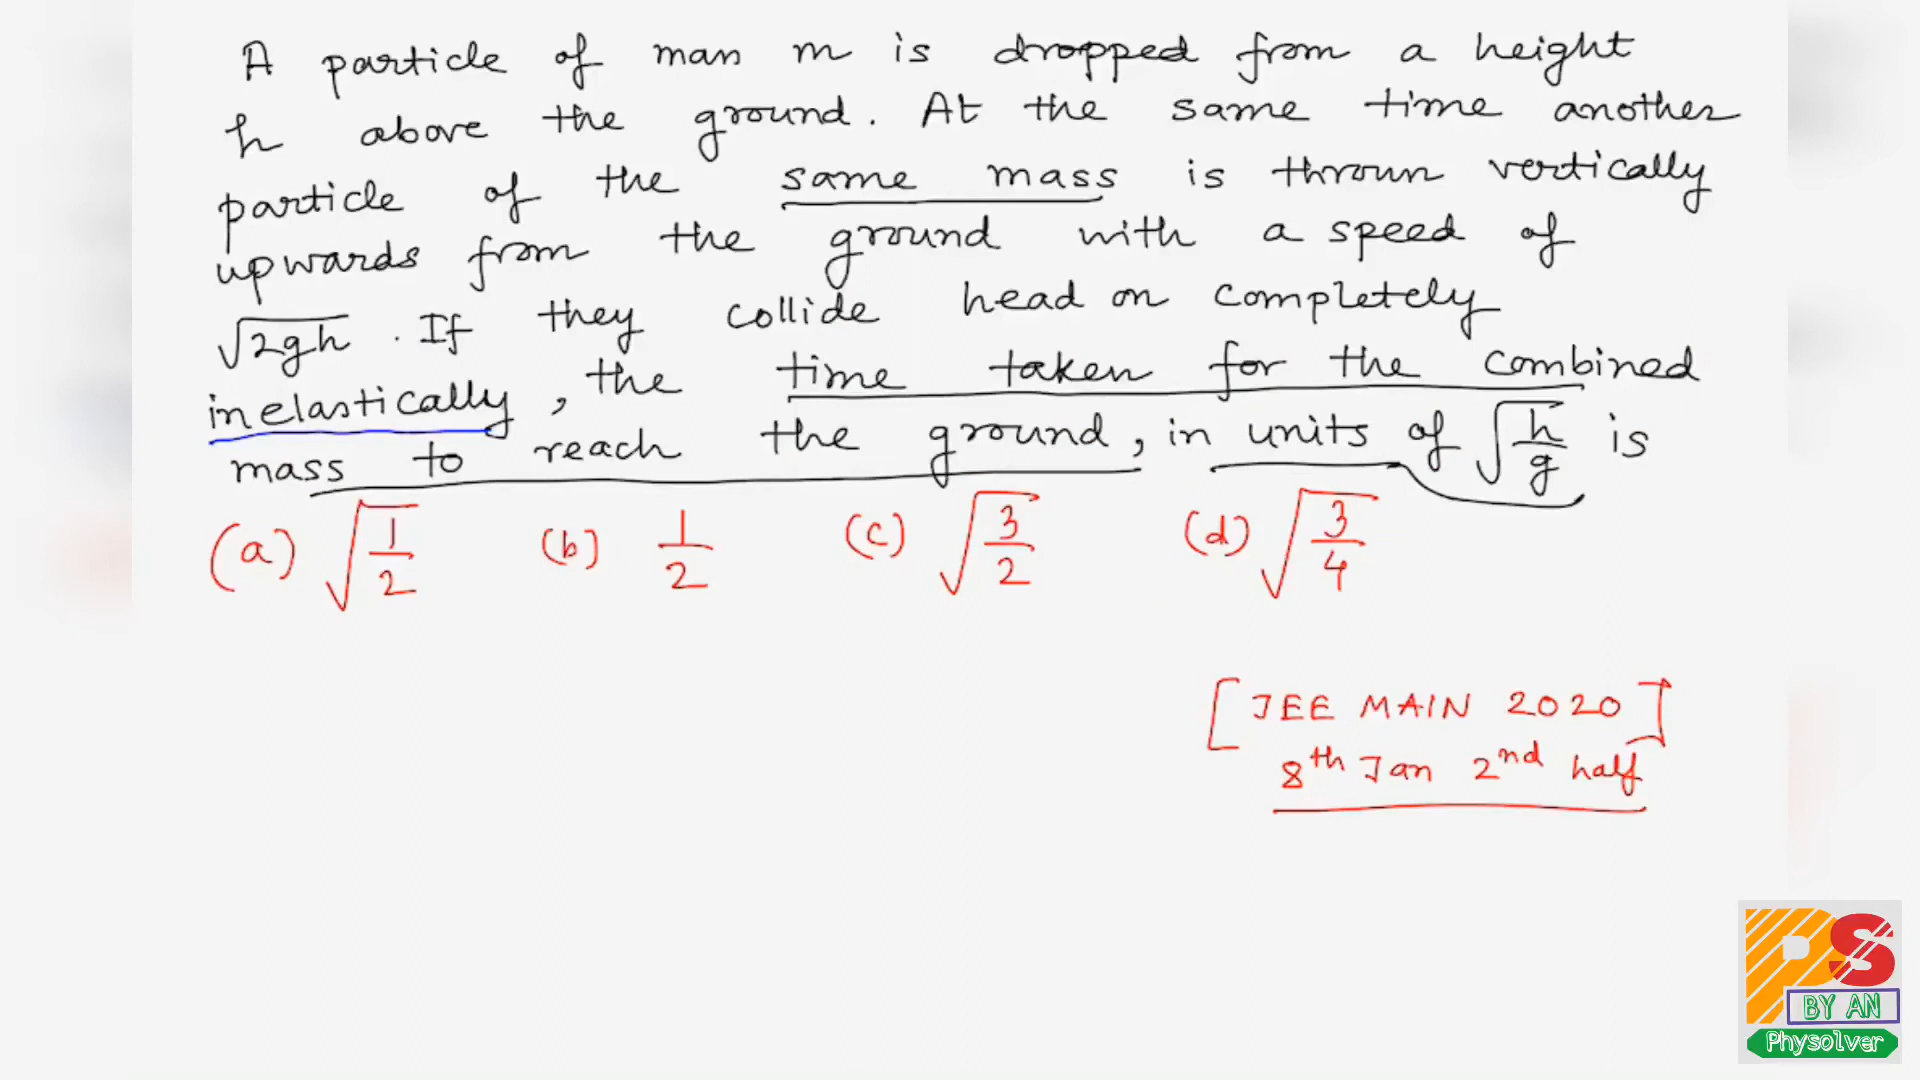 A particle of man m is dropped from a height
h above the ground. At the same time another
particle of the same mass is thrown vertically
upwards from the ground with a speed of
√2gh . If they collide head on completely
inelastically, the time taken for the combined
mass to reach the ground, in units of √h/g is
(a) √1/2 (b) 1/2 (c) √3/2 (d) √3/4
[JEE MAIN 2020]
8th Jan 2nd half
PS
BY AN
Physolver